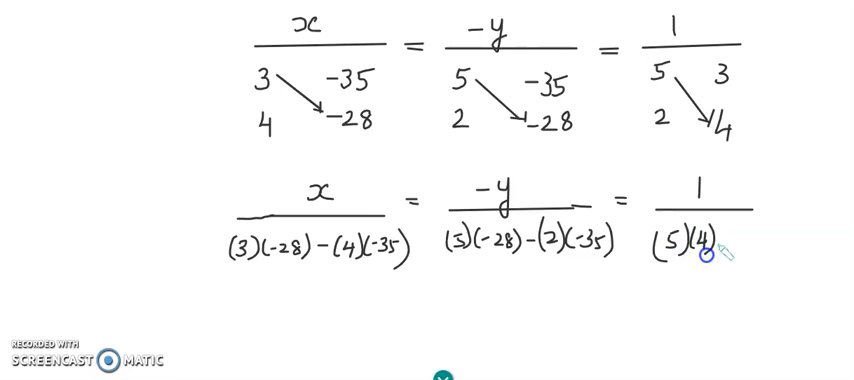 x = -y = 1
3 -35 5 -35 5 3
4 -28 2 -28 2 4
x = -y = 1
(3)(-28) - (4)(-35) (5)(-28) - (2)(-35) (5)(4)
RECORDED WITH
SCREENCAST MATIC